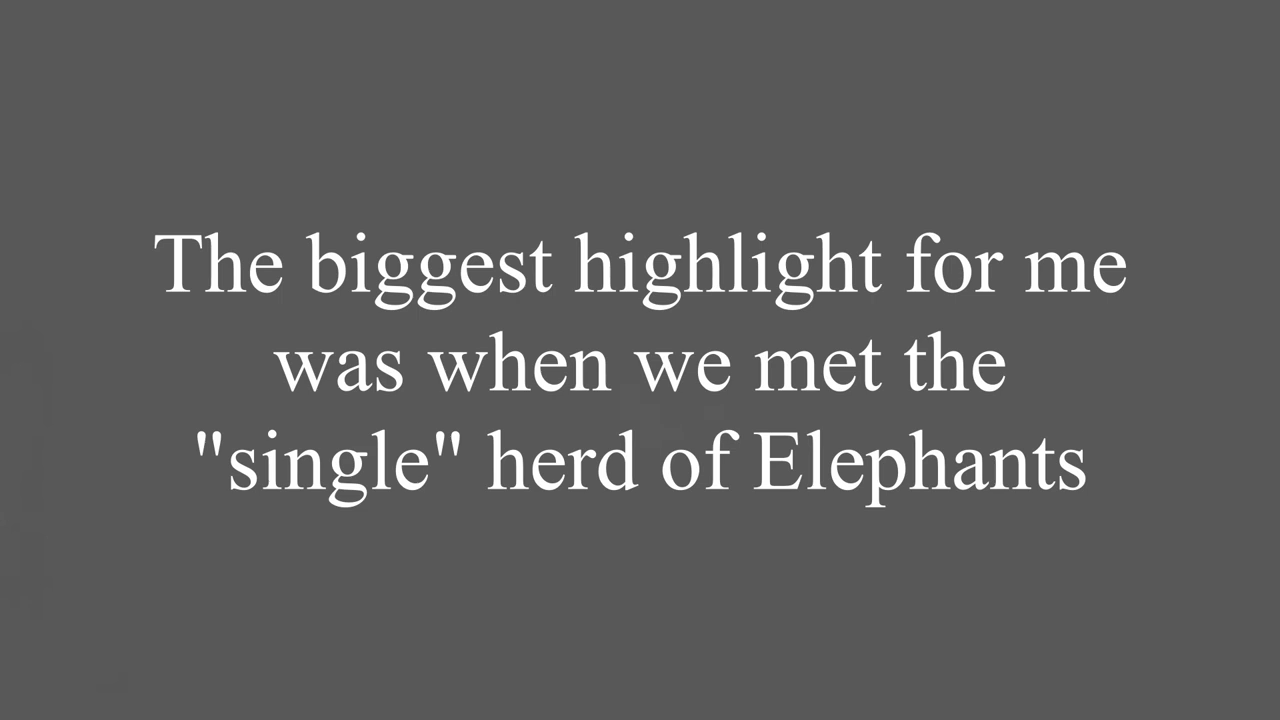 The biggest highlight for me
was when we met the
"single" herd of Elephants